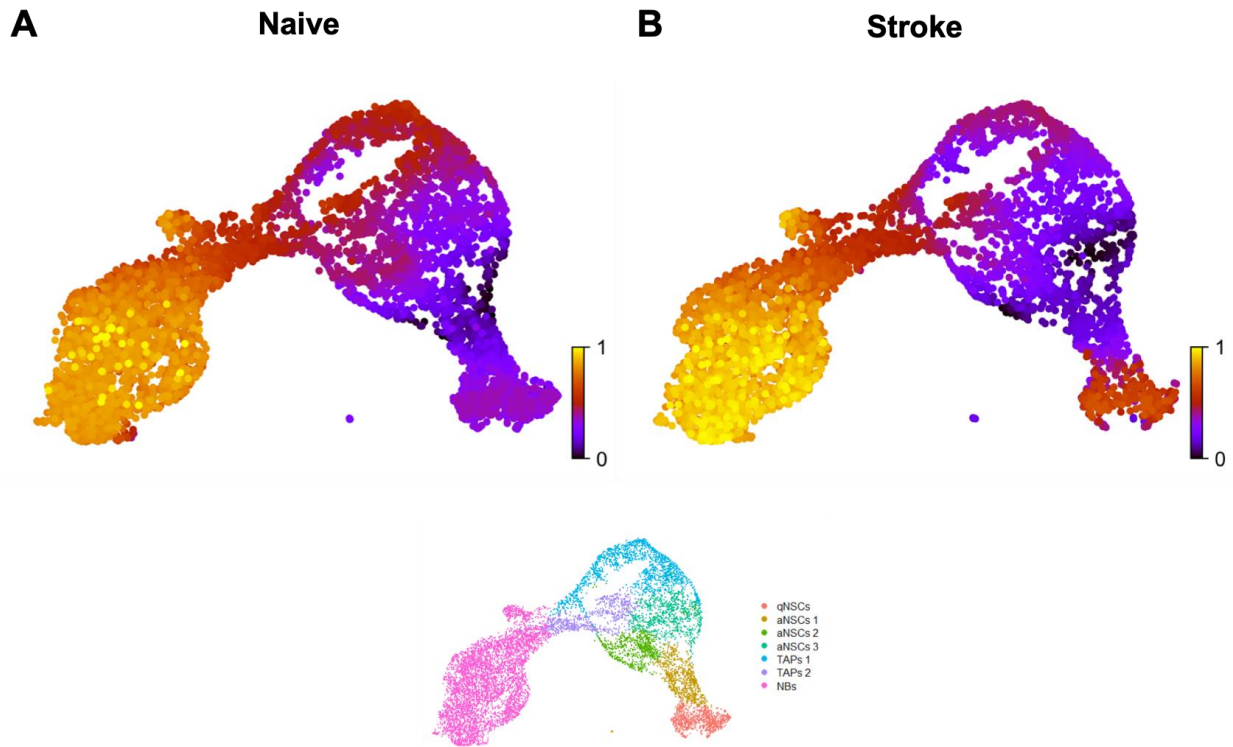 A Naive
B Stroke
1
0
1
0
qNSCs
aNSCs 1
aNSCs 2
aNSCs 3
TAPs 1
TAPs 2
NBs